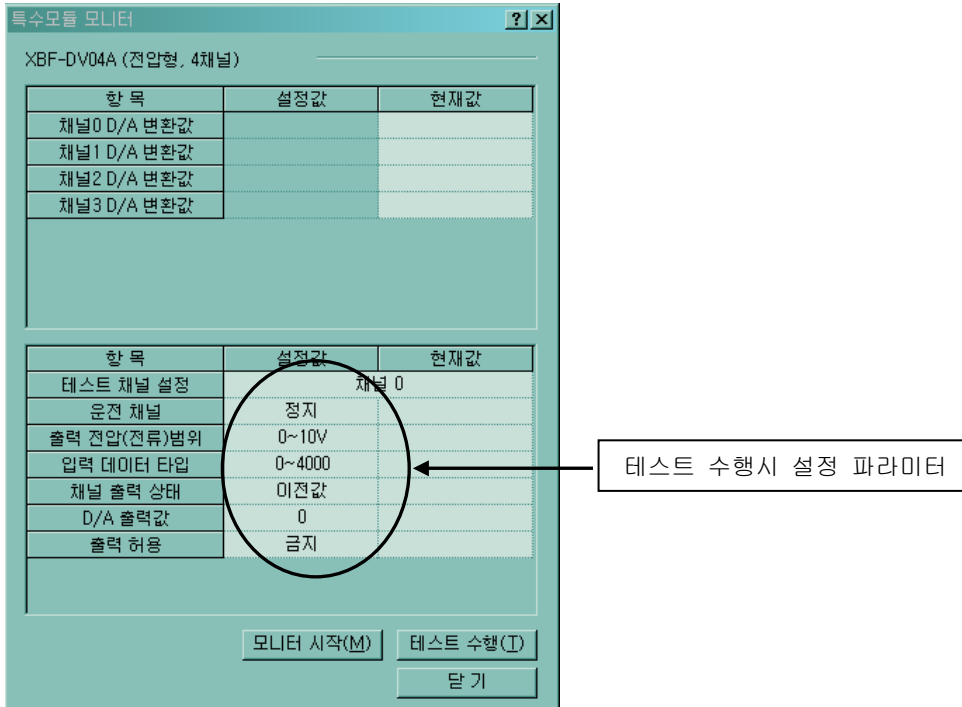 특수모듈 모니터
XBF-DV04A (전압형, 4채널)
항 목 설정값 현재값
채널0 D/A 변환값
채널1 D/A 변환값
채널2 D/A 변환값
채널3 D/A 변환값
항 목 설정값 현재값
테스트 채널 설정 채널 0
운전 채널 정지
출력 전압(전류)범위 0~10V
입력 데이터 타입 0~4000
채널 출력 상태 이전값
D/A 출력값 0
출력 허용 금지
테스트 수행시 설정 파라미터
모니터 시작(M) 테스트 수행(T)
닫 기